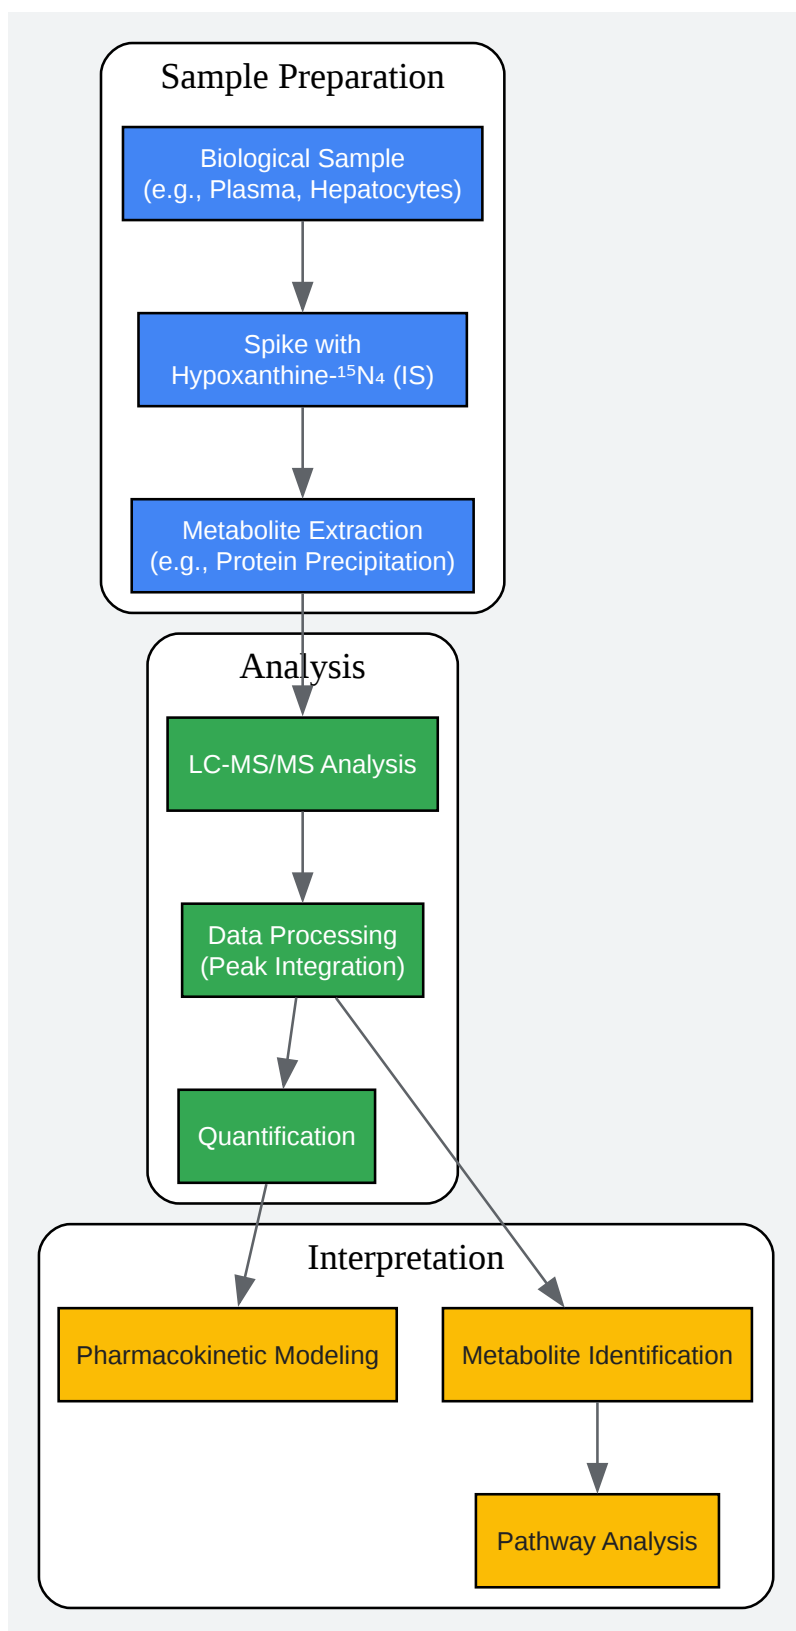 Sample Preparation
Biological Sample
(e.g., Plasma, Hepatocytes)
Spike with
Hypoxanthine-¹⁵N₄ (IS)
Metabolite Extraction
(e.g., Protein Precipitation)
Analysis
LC-MS/MS Analysis
Data Processing
(Peak Integration)
Quantification
Interpretation
Pharmacokinetic Modeling
Metabolite Identification
Pathway Analysis